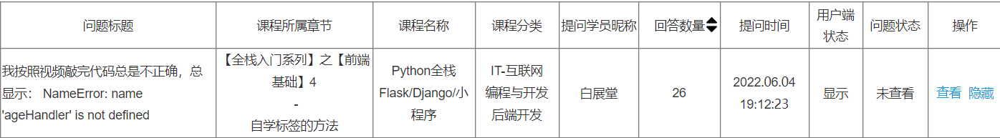 问题标题
课程所属章节
课程名称
课程分类
提问学员昵称
回答数量
提问时间
用户端
状态
问题状态
操作
我按照视频敲完代码总是不正确，总
显示： NameError: name
'ageHandler' is not defined
【全栈入门系列】之【前端
基础】4
-
自学标签的方法
Python全栈
Flask/Django/小
程序
IT-互联网
编程与开发
后端开发
白展堂
26
2022.06.04
19:12:23
显示
未查看
查看 隐藏